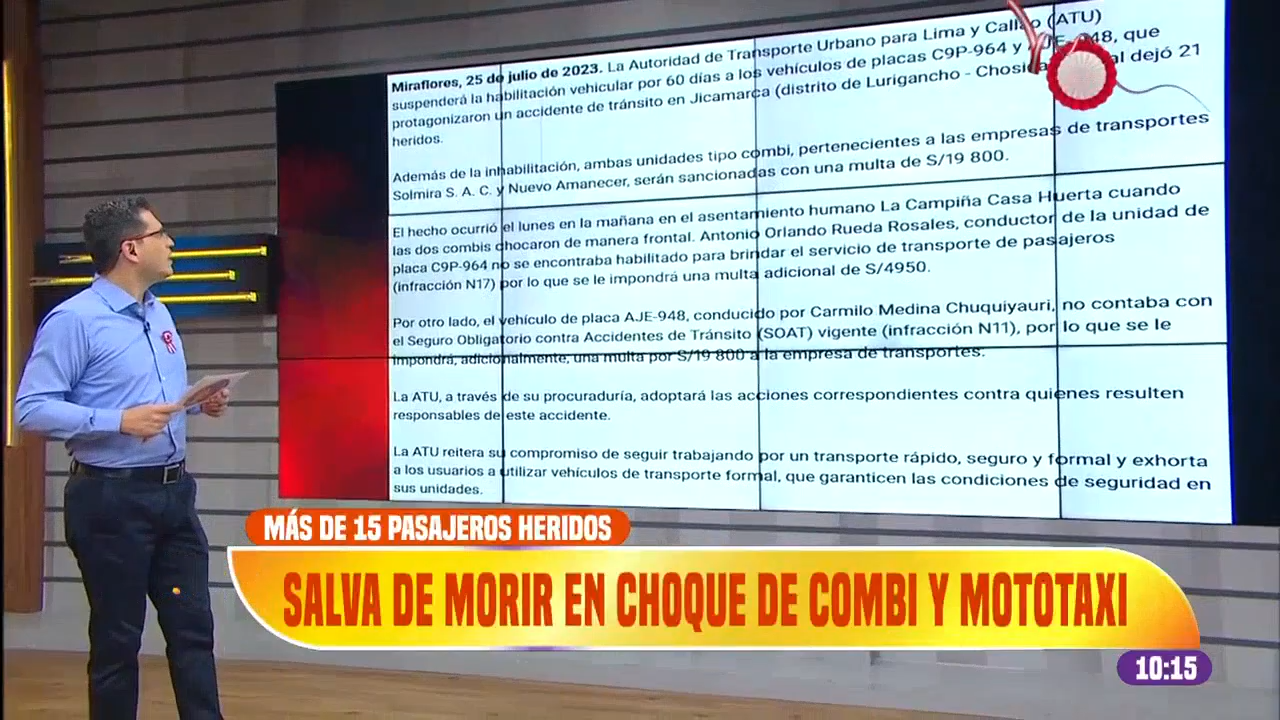 Miraflores, 25 de julio de 2023. La Autoridad de Transporte Urbano para Lima y Callao (ATU)
suspenderá la habilitación vehicular por 60 días a los vehículos de placas C9P-964 y AJE-948, que
protagonizaron un accidente de tránsito en Jicamarca (distrito de Lurigancho - Chosica dejó 21
heridos.
Además de la inhabilitación, ambas unidades tipo combi, pertenecientes a las empresas de transportes
Solmira S. A. C. y Nuevo Amanecer, serán sancionadas con una multa de S/19 800.
El hecho ocurrió el lunes en la mañana en el asentamiento humano La Campiña Casa Huerta cuando
las dos combis chocaron de manera frontal. Antonio Orlando Rueda Rosales, conductor de la unidad de
placa C9P-964 no se encontraba habilitado para brindar el servicio de transporte de pasajeros
(infracción N17) por lo que se le impondrá una multa adicional de S/4950.
Por otro lado, el vehículo de placa AJE-948, conducido por Carmilo Medina Chuquiyauri, no contaba con
el Seguro Obligatorio contra Accidentes de Tránsito (SOAT) vigente (infracción N11), por lo que se le
impondrá, adicionalmente, una multa por S/19 800 a la empresa de transportes.
La ATU, a través de su procuraduría, adoptará las acciones correspondientes contra quienes resulten
responsables de este accidente.
La ATU reitera su compromiso de seguir trabajando por un transporte rápido, seguro y formal y exhorta
a los usuarios a utilizar vehículos de transporte formal, que garanticen las condiciones de seguridad en
sus unidades.
MÁS DE 15 PASAJEROS HERIDOS
SALVA DE MORIR EN CHOQUE DE COMBI Y MOTOTAXI
10:15